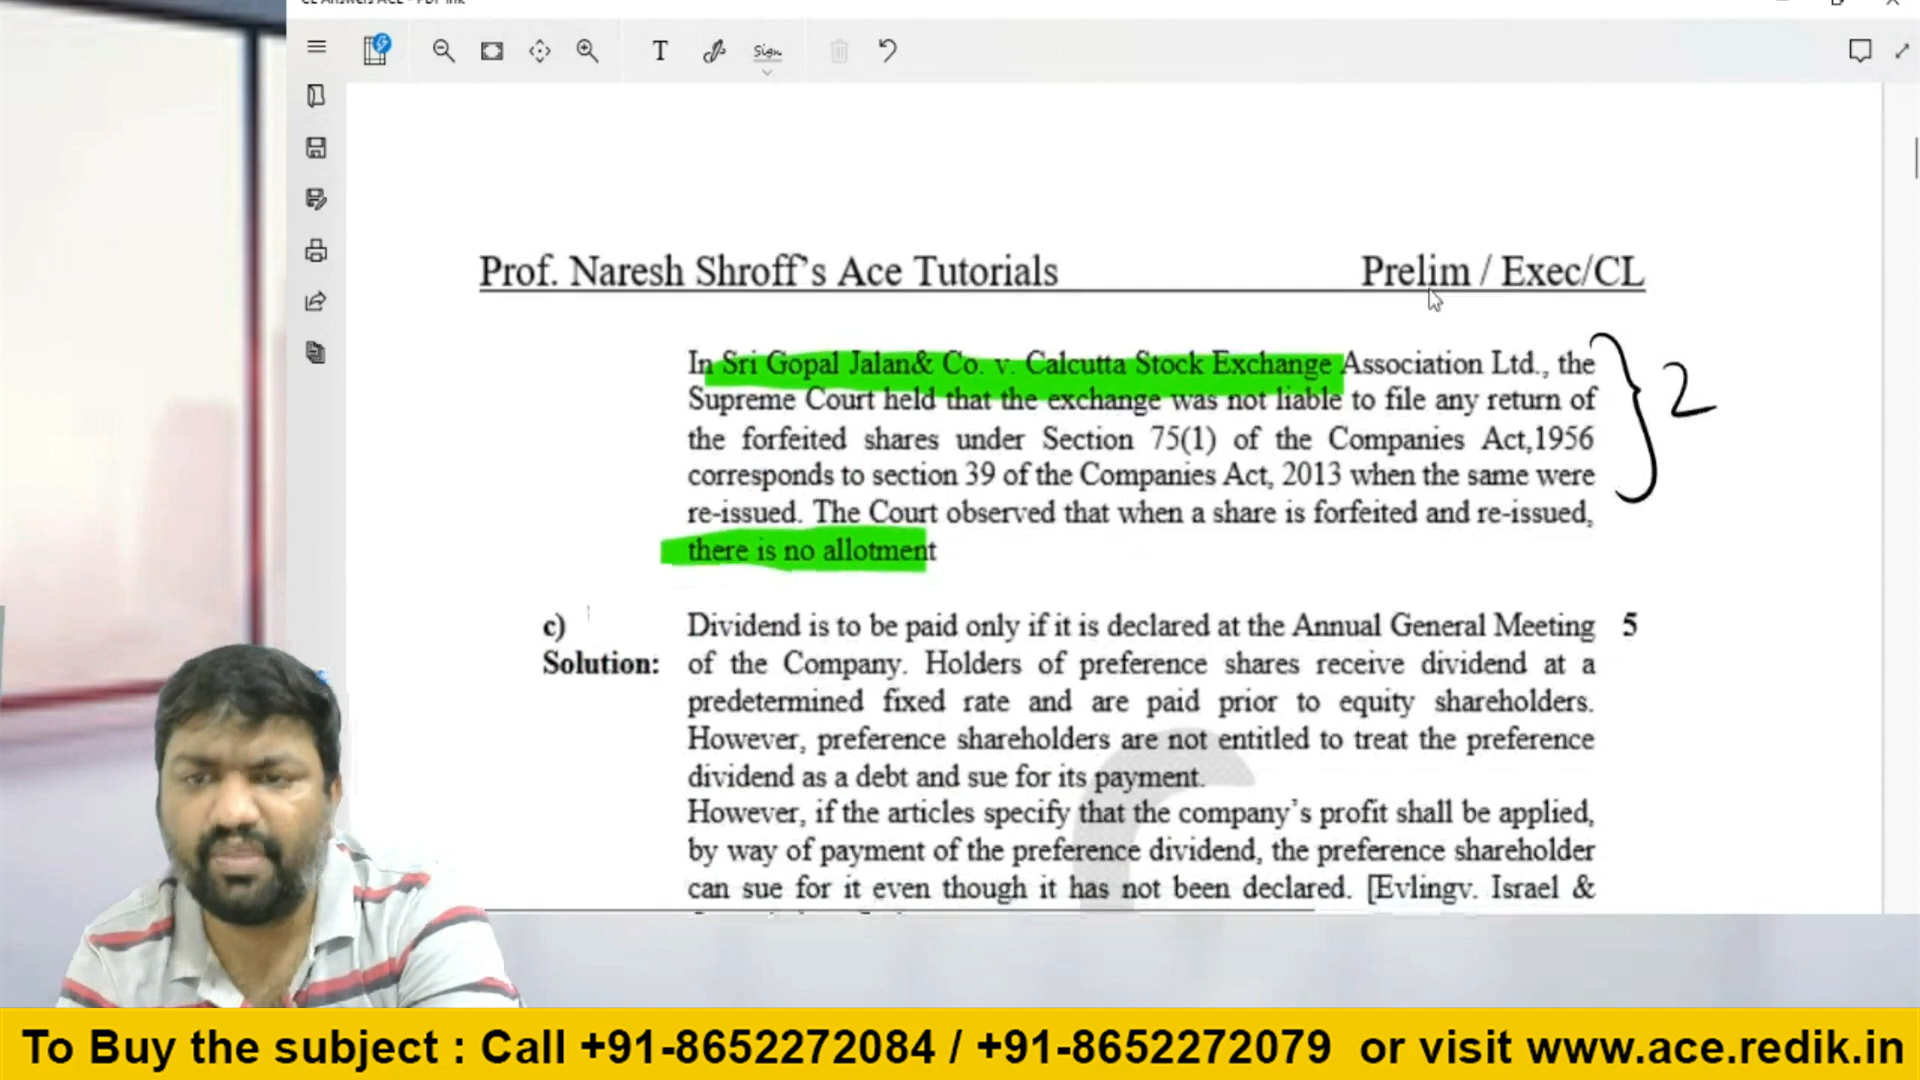 Sign
Prof. Naresh Shroff's Ace Tutorials Prelim / Exec/CL
In Sri Gopal Jalan& Co. v. Calcutta Stock Exchange Association Ltd., the
Supreme Court held that the exchange was not liable to file any return of
the forfeited shares under Section 75(1) of the Companies Act,1956
corresponds to section 39 of the Companies Act, 2013 when the same were
re-issued. The Court observed that when a share is forfeited and re-issued,
there is no allotment
2
c) Dividend is to be paid only if it is declared at the Annual General Meeting 5
Solution: of the Company. Holders of preference shares receive dividend at a
predetermined fixed rate and are paid prior to equity shareholders.
However, preference shareholders are not entitled to treat the preference
dividend as a debt and sue for its payment.
However, if the articles specify that the company's profit shall be applied,
by way of payment of the preference dividend, the preference shareholder
can sue for it even though it has not been declared. [Evlingv. Israel &
To Buy the subject : Call +91-8652272084 / +91-8652272079 or visit www.ace.redik.in